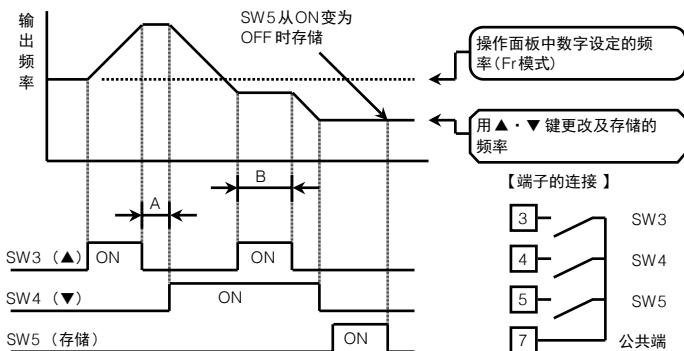 输出频率
SW5从ON变为
OFF时存储
操作面板中数字设定的频
率(Fr模式)
用▲・▼键更改及存储的
频率
A
B
【端子的连接】
SW3（▲）
ON
ON
SW4（▼）
ON
SW5（存储）
ON
3
SW3
4
SW4
5
SW5
7
公共端